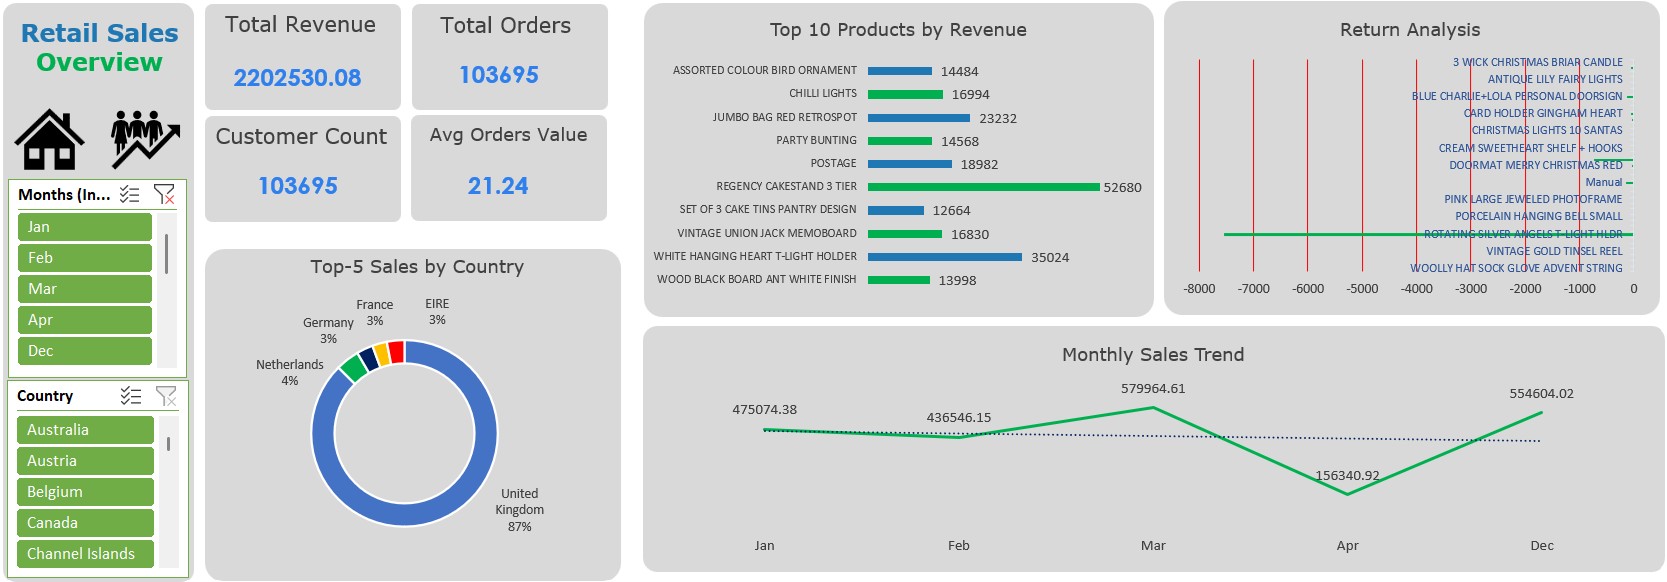 Retail Sales
Overview
Months (In...
Jan
Feb
Mar
Apr
Dec
Country
Australia
Austria
Belgium
Canada
Channel Islands
Total Revenue
2202530.08
Total Orders
103695
Customer Count
103695
Avg Orders Value
21.24
Top-5 Sales by Country
France
3%
EIRE
3%
Germany
3%
Netherlands
4%
United
Kingdom
87%
Top 10 Products by Revenue
ASSORTED COLOUR BIRD ORNAMENT 14484
CHILLI LIGHTS 16994
JUMBO BAG RED RETROSPOT 23232
PARTY BUNTING 14568
POSTAGE 18982
REGENCY CAKESTAND 3 TIER 52680
SET OF 3 CAKE TINS PANTRY DESIGN 12664
VINTAGE UNION JACK MEMOBOARD 16830
WHITE HANGING HEART T-LIGHT HOLDER 35024
WOOD BLACK BOARD ANT WHITE FINISH 13998
Return Analysis
3 WICK CHRISTMAS BRIAR CANDLE
ANTIQUE LILY FAIRY LIGHTS
BLUE CHARLIE+LOLA PERSONAL DOORSIGN
CARD HOLDER GINGHAM HEART
CHRISTMAS LIGHTS 10 SANTAS
CREAM SWEETHEART SHELF + HOOKS
DOORMAT MERRY CHRISTMAS RED
Manual
PINK LARGE JEWELED PHOTOFRAME
PORCELAIN HANGING BELL SMALL
ROTATING SILVER ANGELS T-LIGHT HLDR
VINTAGE GOLD TINSEL REEL
WOOLLY HAT SOCK GLOVE ADVENT STRING
-8000 -7000 -6000 -5000 -4000 -3000 -2000 -1000 0
Monthly Sales Trend
475074.38 436546.15 579964.61 156340.92 554604.02
Jan Feb Mar Apr Dec